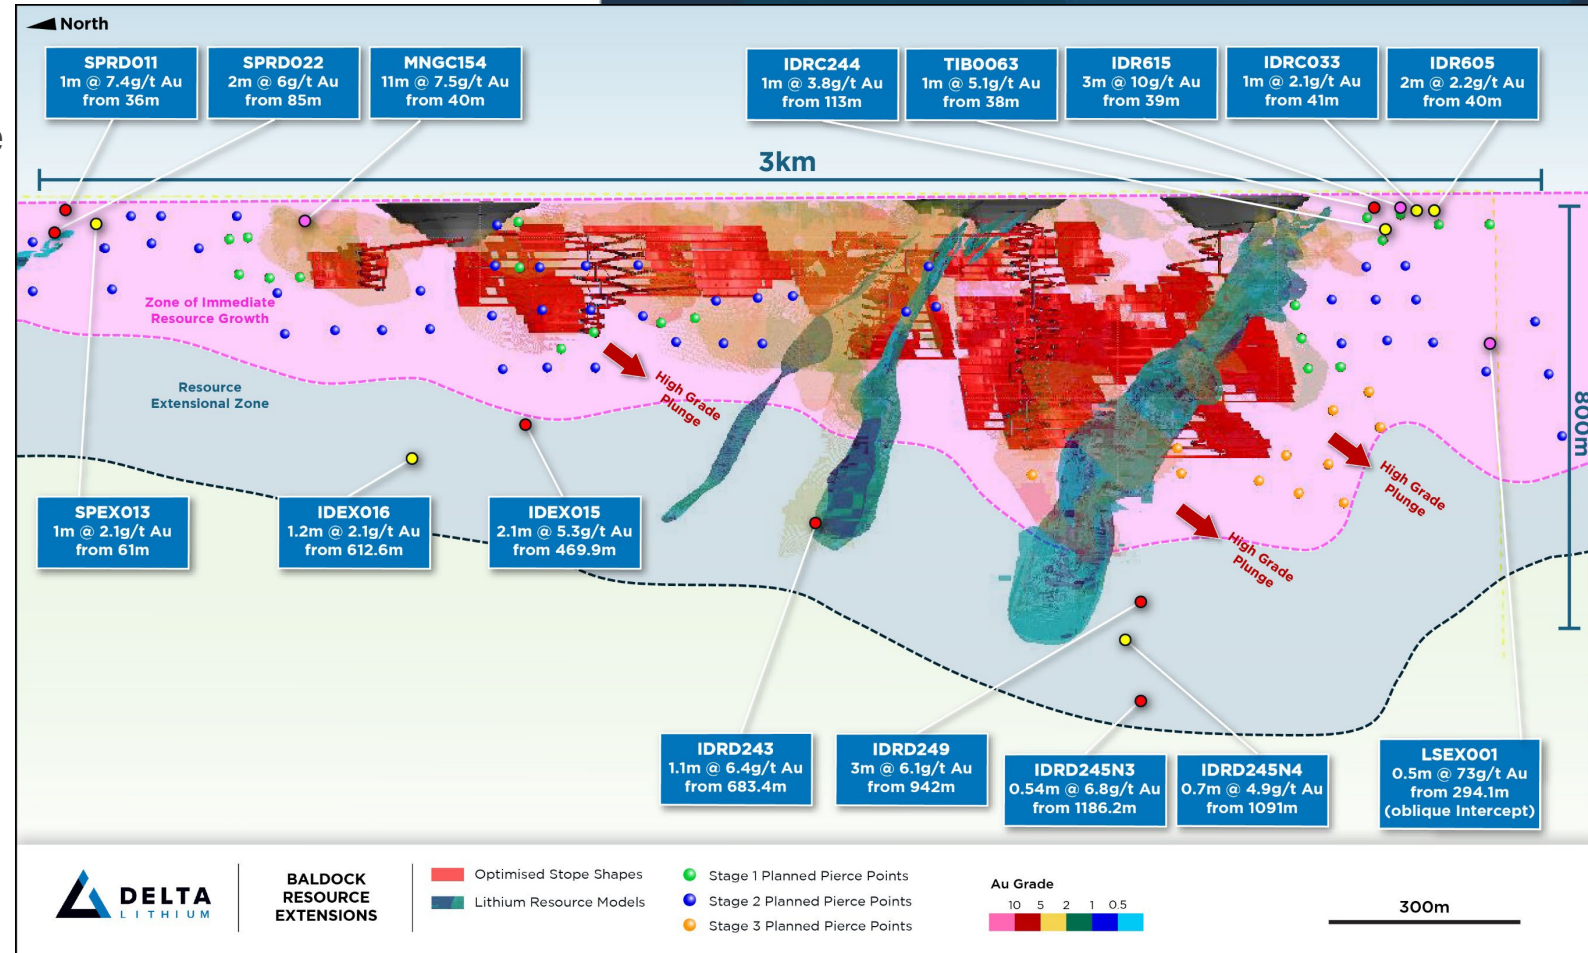 e
North
SPRD011
1m @ 7.4g/t Au
from 36m
SPRD022
2m @ 6g/t Au
from 85m
MNGC154
11m @ 7.5g/t Au
from 40m
IDRC244
1m @ 3.8g/t Au
from 113m
TIB0063
1m @ 5.1g/t Au
from 38m
IDR615
3m @ 10g/t Au
from 39m
IDRC033
1m @ 2.1g/t Au
from 41m
IDR605
2m @ 2.2g/t Au
from 40m
3km
Zone of Immediate
Resource Growth
Resource
Extensional Zone
High Grade
Plunge
High Grade
Plunge
High Grade
Plunge
800m
SPEX013
1m @ 2.1g/t Au
from 61m
IDEX016
1.2m @ 2.1g/t Au
from 612.6m
IDEX015
2.1m @ 5.3g/t Au
from 469.9m
IDRD243
1.1m @ 6.4g/t Au
from 683.4m
IDRD249
3m @ 6.1g/t Au
from 942m
IDRD245N3
0.54m @ 6.8g/t Au
from 1186.2m
IDRD245N4
0.7m @ 4.9g/t Au
from 1091m
LSEX001
0.5m @ 73g/t Au
from 294.1m
(oblique Intercept)
DELTA
LITHIUM
BALDOCK
RESOURCE
EXTENSIONS
Optimised Stope Shapes
Lithium Resource Models
Stage 1 Planned Pierce Points
Stage 2 Planned Pierce Points
Stage 3 Planned Pierce Points
Au Grade
10 5 2 1 0.5
300m